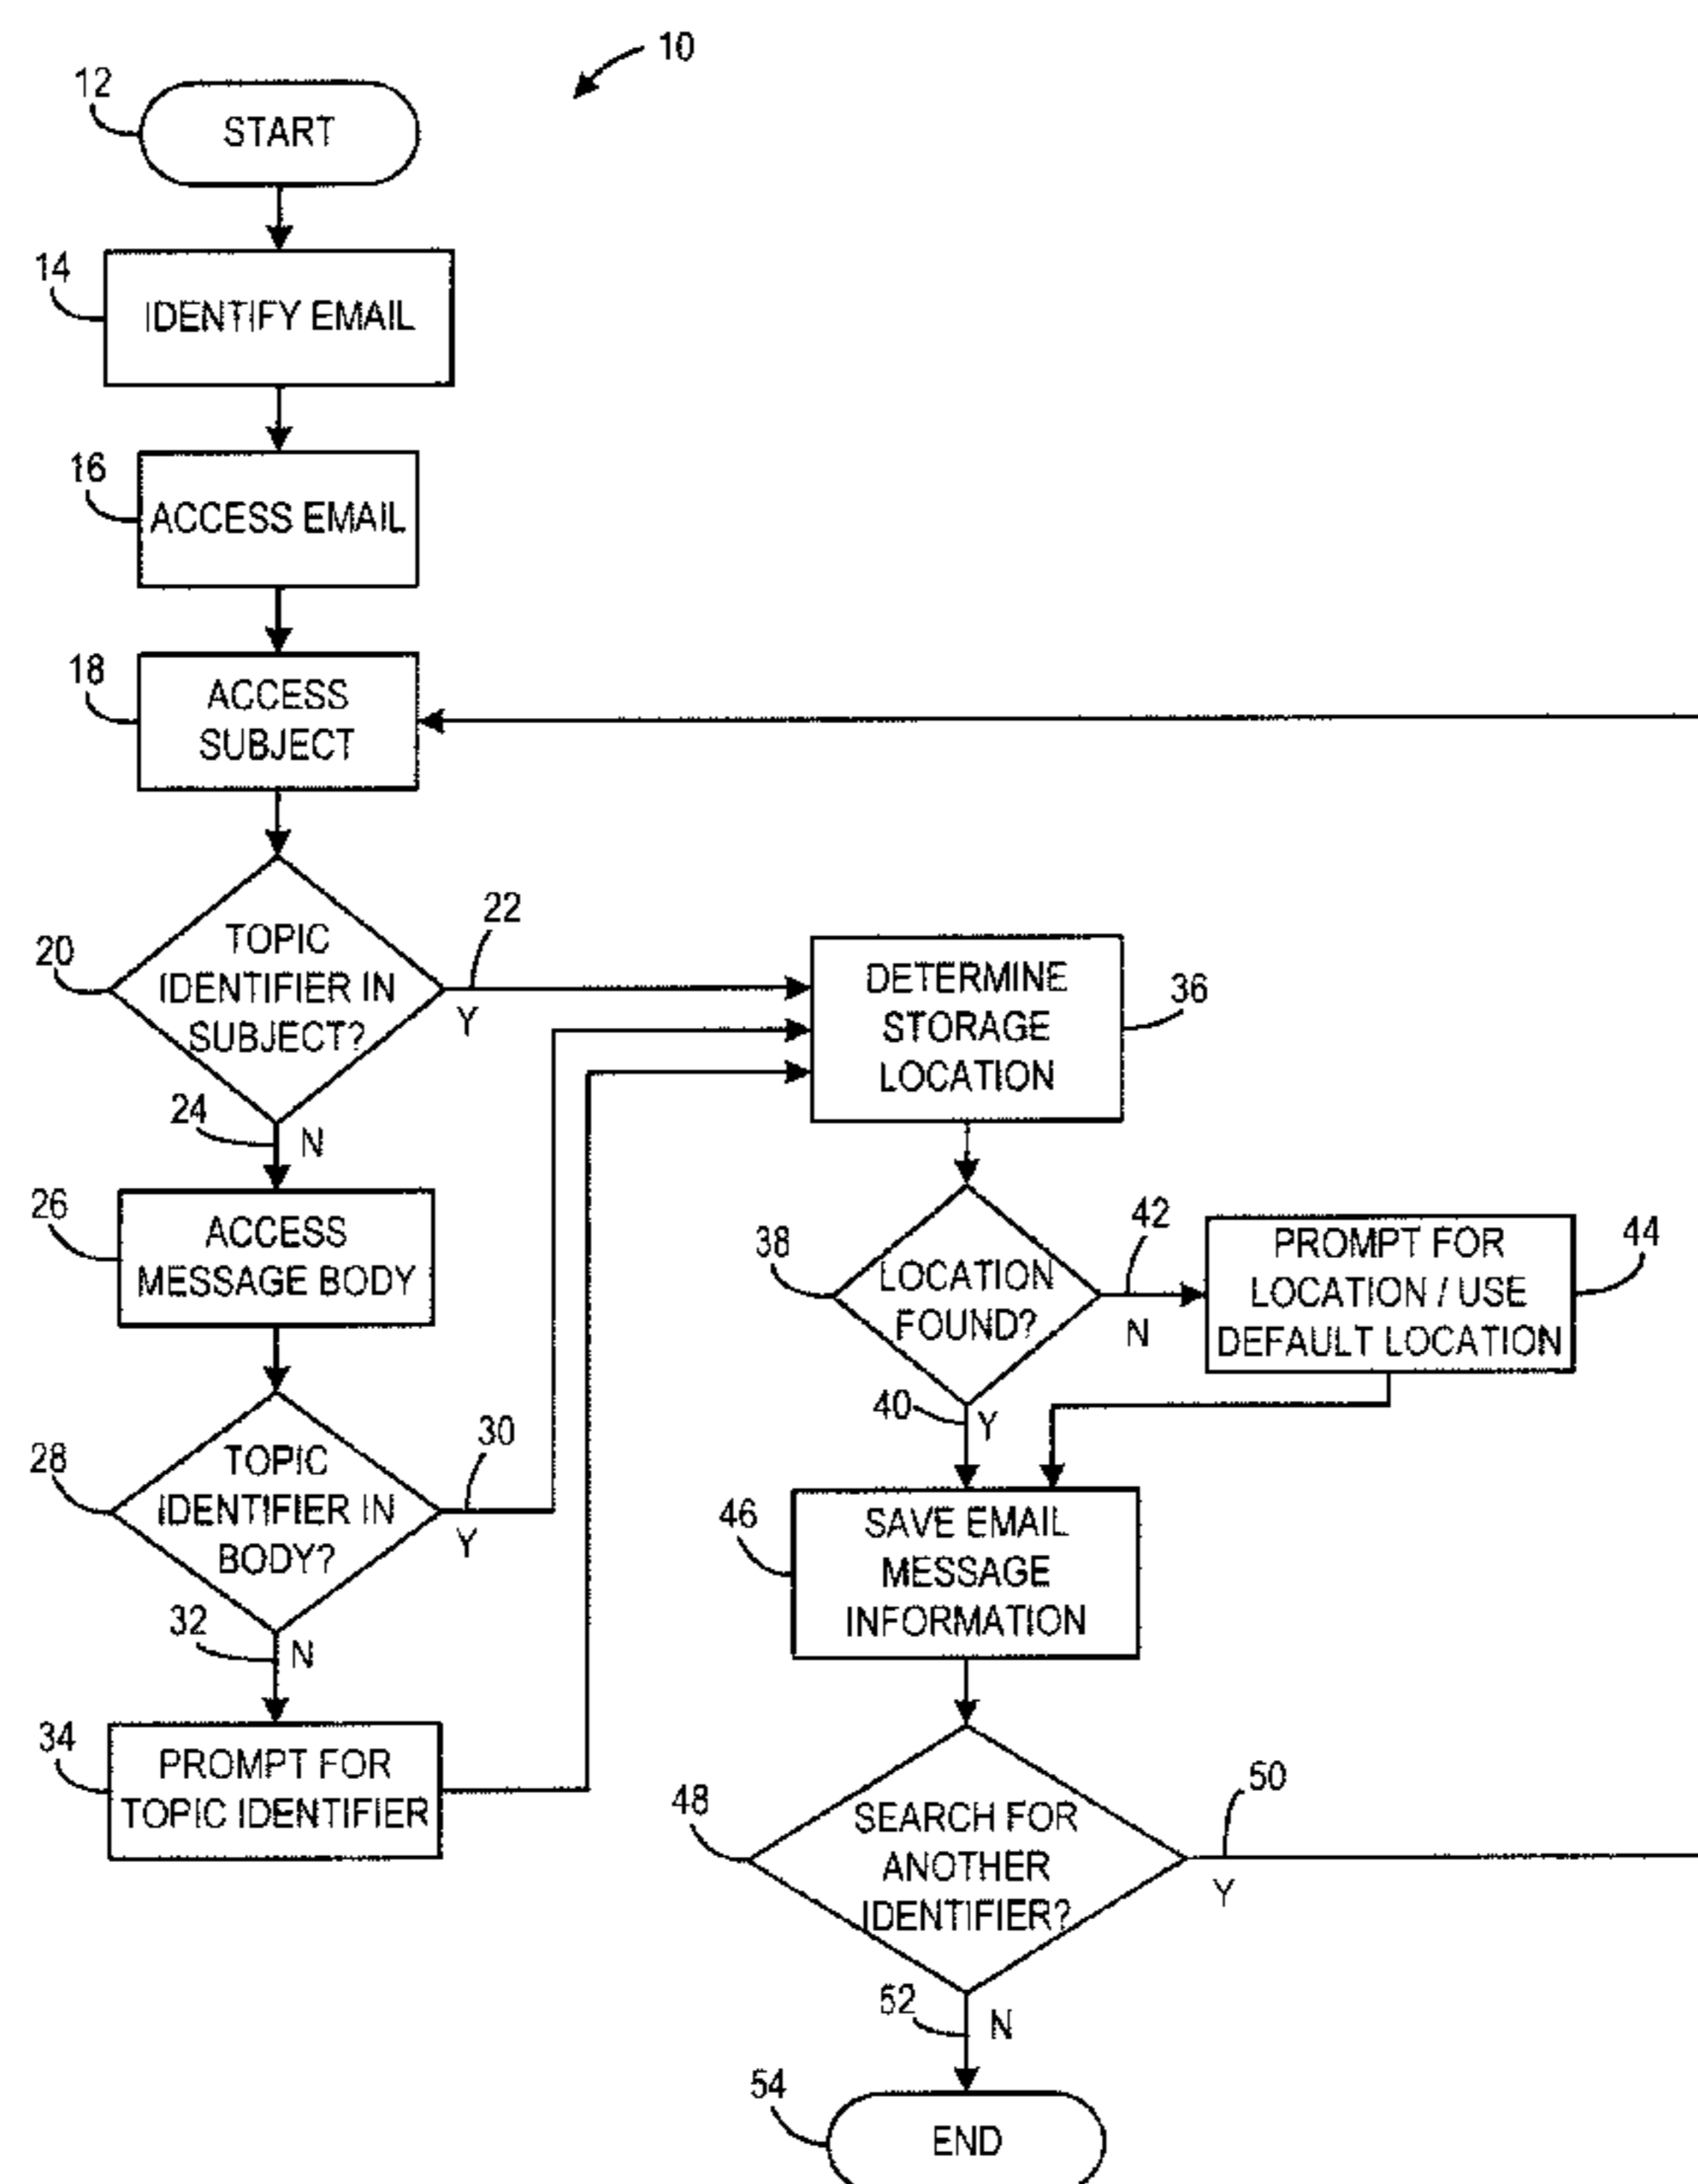 10
12
START
14
IDENTIFY EMAIL
16
ACCESS EMAIL
18
ACCESS
SUBJECT
20
TOPIC
IDENTIFIER IN
SUBJECT?
22
Y
24
N
26
ACCESS
MESSAGE BODY
28
TOPIC
IDENTIFIER IN
BODY?
30
Y
32
N
34
PROMPT FOR
TOPIC IDENTIFIER
DETERMINE
STORAGE
LOCATION
36
38
LOCATION
FOUND?
42
N
PROMPT FOR
LOCATION / USE
DEFAULT LOCATION
44
40
Y
46
SAVE EMAIL
MESSAGE
INFORMATION
48
SEARCH FOR
ANOTHER
IDENTIFIER?
50
Y
52
N
54
END